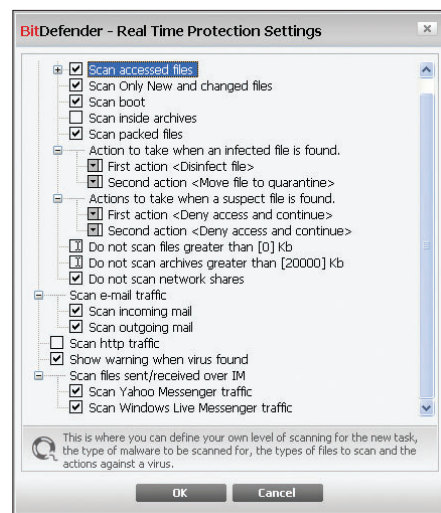 BitDefender - Real Time Protection Settings
Scan accessed files
Scan Only New and changed files
Scan boot
Scan inside archives
Scan packed files
Action to take when an infected file is found.
First action <Disinfect file>
Second action <Move file to quarantine>
Actions to take when a suspect file is found.
First action <Deny access and continue>
Second action <Deny access and continue>
Do not scan files greater than [0] Kb
Do not scan archives greater than [20000] Kb
Do not scan network shares
Scan e-mail traffic
Scan incoming mail
Scan outgoing mail
Scan http traffic
Show warning when virus found
Scan files sent/received over IM
Scan Yahoo Messenger traffic
Scan Windows Live Messenger traffic
This is where you can define your own level of scanning for the new task,
the type of malware to be scanned for, the types of files to scan and the
actions against a virus.
OK Cancel